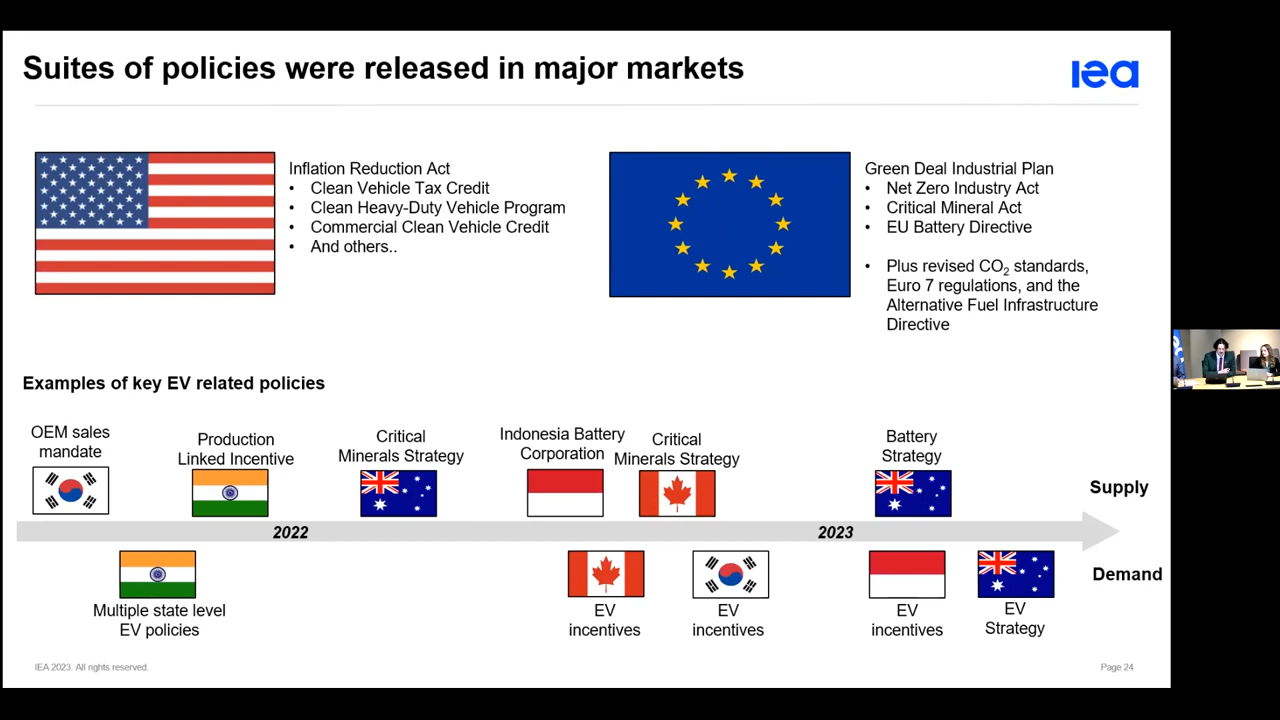 Suites of policies were released in major markets
iea
Inflation Reduction Act
• Clean Vehicle Tax Credit
• Clean Heavy-Duty Vehicle Program
• Commercial Clean Vehicle Credit
• And others..
Green Deal Industrial Plan
• Net Zero Industry Act
• Critical Mineral Act
• EU Battery Directive
• Plus revised CO₂ standards,
Euro 7 regulations, and the
Alternative Fuel Infrastructure
Directive
Examples of key EV related policies
OEM sales
mandate
Production
Linked Incentive
Critical
Minerals Strategy
Indonesia Battery
Corporation
Critical
Minerals Strategy
Battery
Strategy
Supply
2022
2023
Demand
Multiple state level
EV policies
EV
incentives
EV
incentives
EV
incentives
EV
Strategy
IEA 2023. All rights reserved.
Page 24